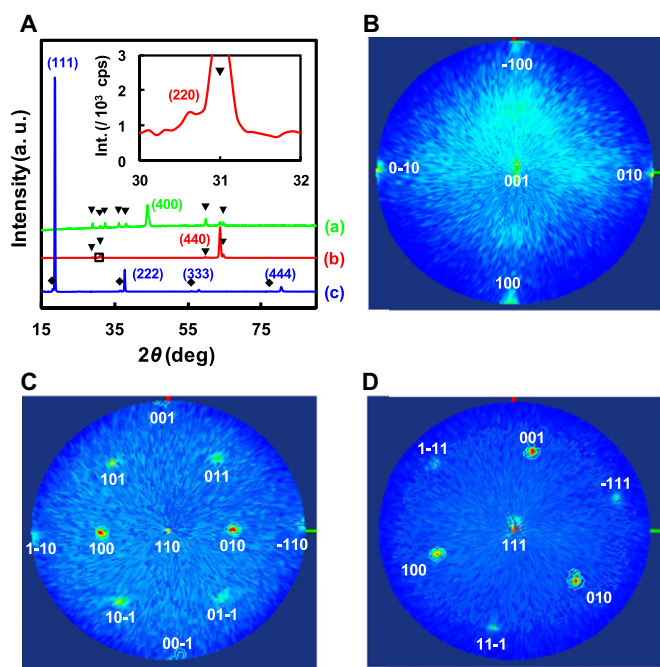 A
(111)
Int. (/ 10³ cps)
3
2
1
0
(220)
30 31 32
Intensity (a. u.)
(400)
(a)
(440)
(b)
(222) (333) (444)
(c)
15 35 55 75
2θ (deg)
B
-100
0-10 001 010
100
C
001
101 011
1-10 100 110 010 -110
10-1 01-1
00-1
D
001
1-11
-111
111
100
010
11-1